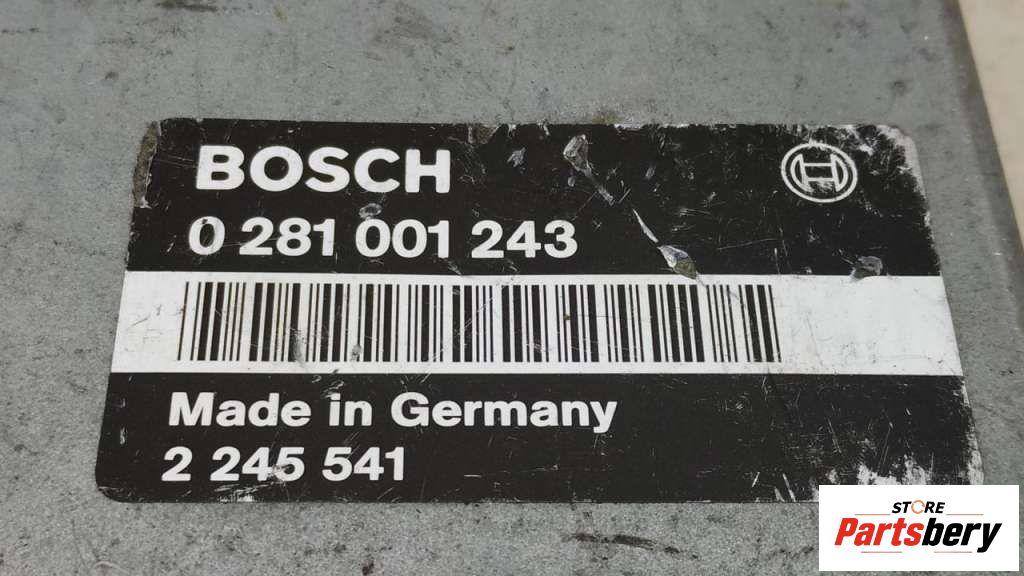 BOSCH
0 281 001 243
Made in Germany
2 245 541
STORE
Partsbery